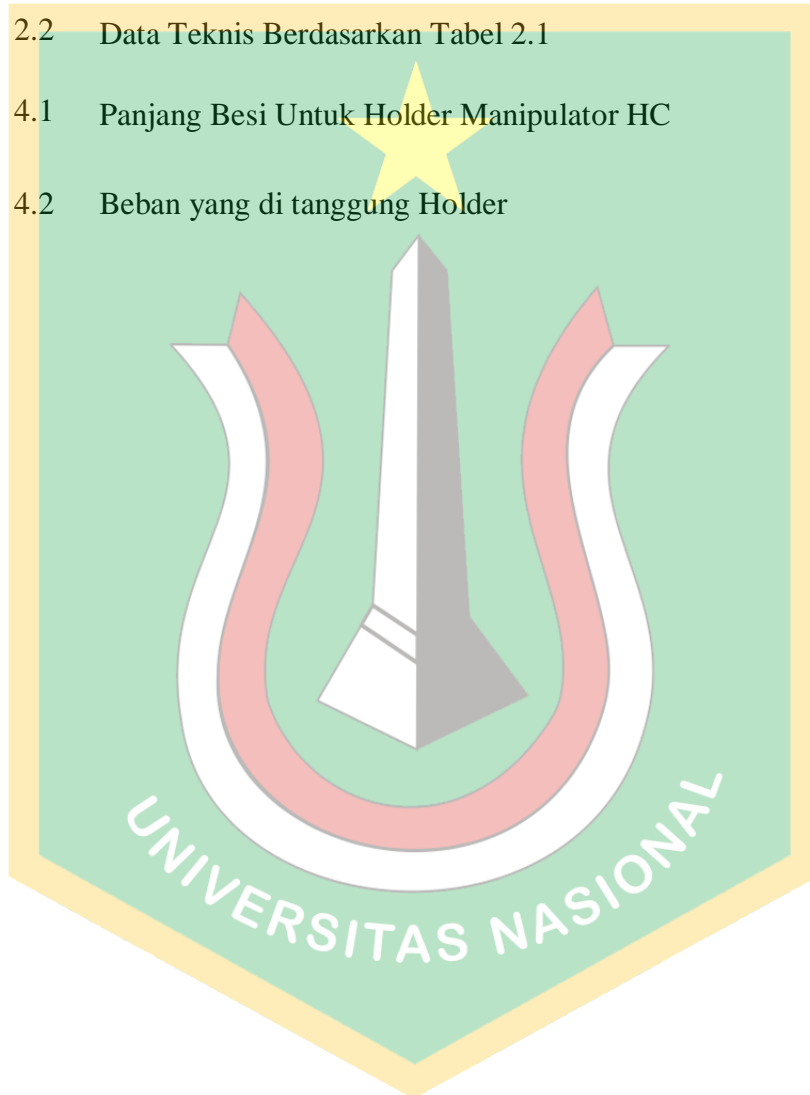 2.2 Data Teknis Berdasarkan Tabel 2.1
4.1 Panjang Besi Untuk Holder Manipulator HC
4.2 Beban yang di tanggung Holder
UNIVERSITAS NASIONAL